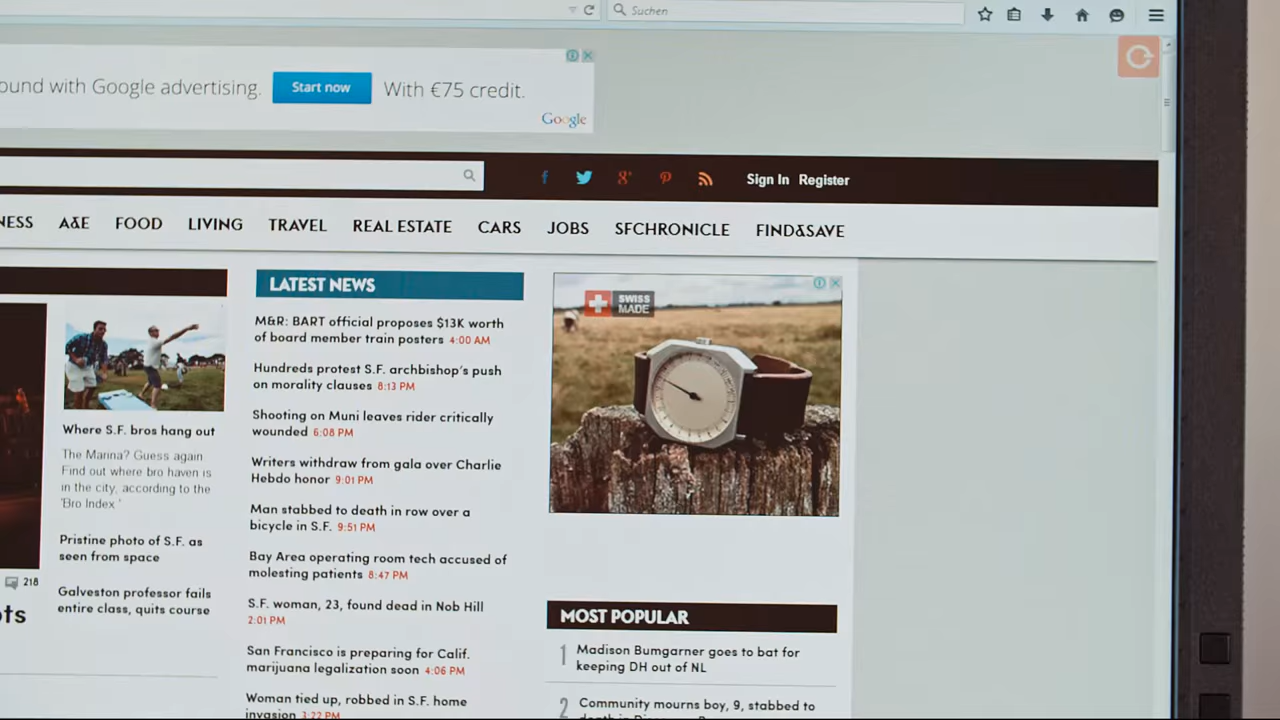 Suchen
ound with Google advertising.
Start now
With €75 credit.
Google
Sign In Register
NESS A&E FOOD LIVING TRAVEL REAL ESTATE CARS JOBS SFCHRONICLE FIND&SAVE
Where S.F. bros hang out
The Marina? Guess again.
Find out where bro haven is
in the city, according to the
'Bro Index.'
Pristine photo of S.F. as
seen from space
Galveston professor fails
entire class, quits course
218
ots
LATEST NEWS
M&R: BART official proposes $13K worth
of board member train posters 4:00 AM
Hundreds protest S.F. archbishop's push
on morality clauses 8:13 PM
Shooting on Muni leaves rider critically
wounded 6:08 PM
Writers withdraw from gala over Charlie
Hebdo honor 9:01 PM
Man stabbed to death in row over a
bicycle in S.F. 9:51 PM
Bay Area operating room tech accused of
molesting patients 8:47 PM
S.F. woman, 23, found dead in Nob Hill
2:01 PM
San Francisco is preparing for Calif.
marijuana legalization soon 4:06 PM
Woman tied up, robbed in S.F. home
invasion 3:22 PM
SWISS
MADE
MOST POPULAR
1 Madison Bumgarner goes to bat for
keeping DH out of NL
2 Community mourns boy, 9, stabbed to